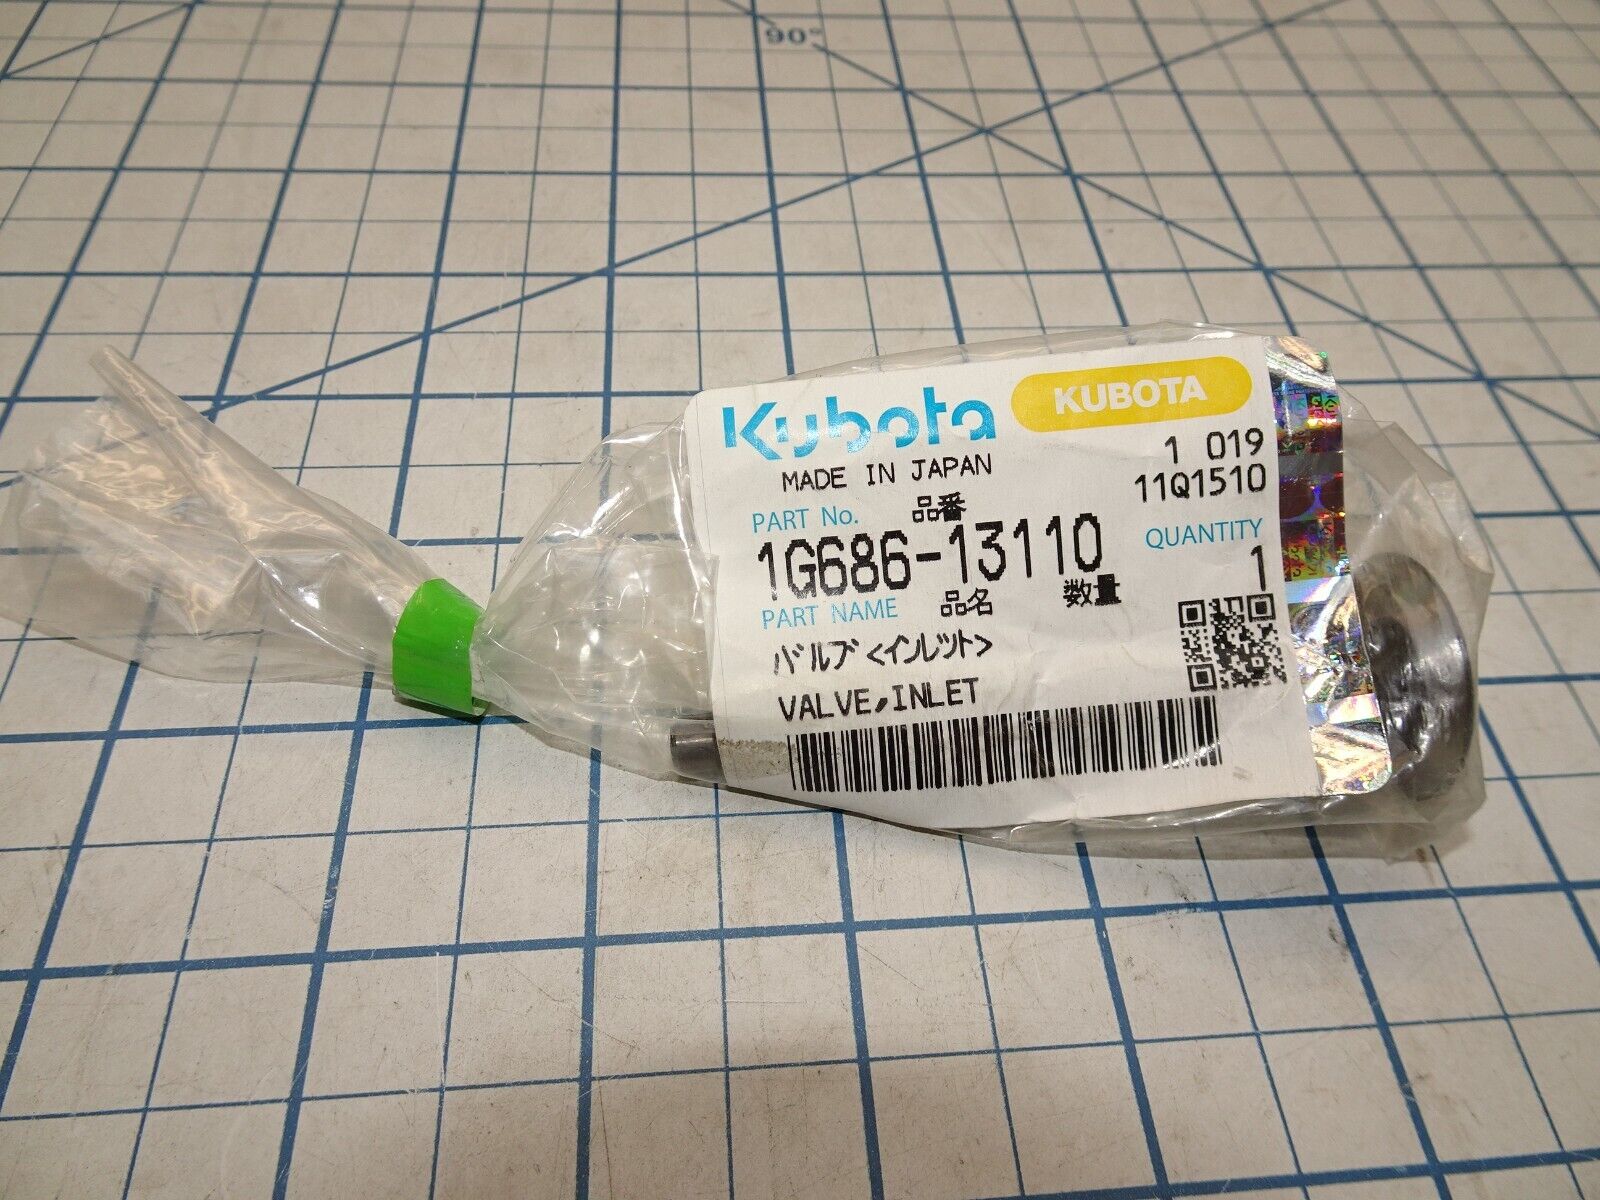 90°
Kubota KUBOTA
MADE IN JAPAN 1 019
11Q1510
PART No. 品番
1G686-13110 QUANTITY
1
PART NAME 品名 数量
バルブ<インレツト>
VALVE,INLET